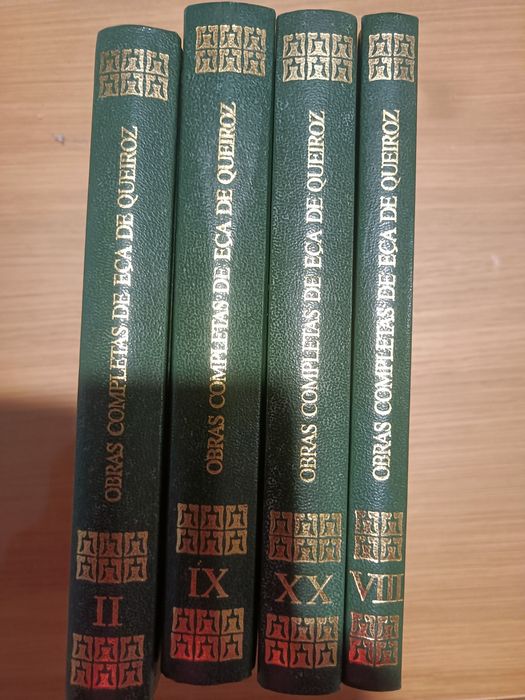 OBRAS COMPLETAS DE EÇA DE QUEIROZ
II
OBRAS COMPLETAS DE EÇA DE QUEIROZ
IX
OBRAS COMPLETAS DE EÇA DE QUEIROZ
XX
OBRAS COMPLETAS DE EÇA DE QUEIROZ
VIII